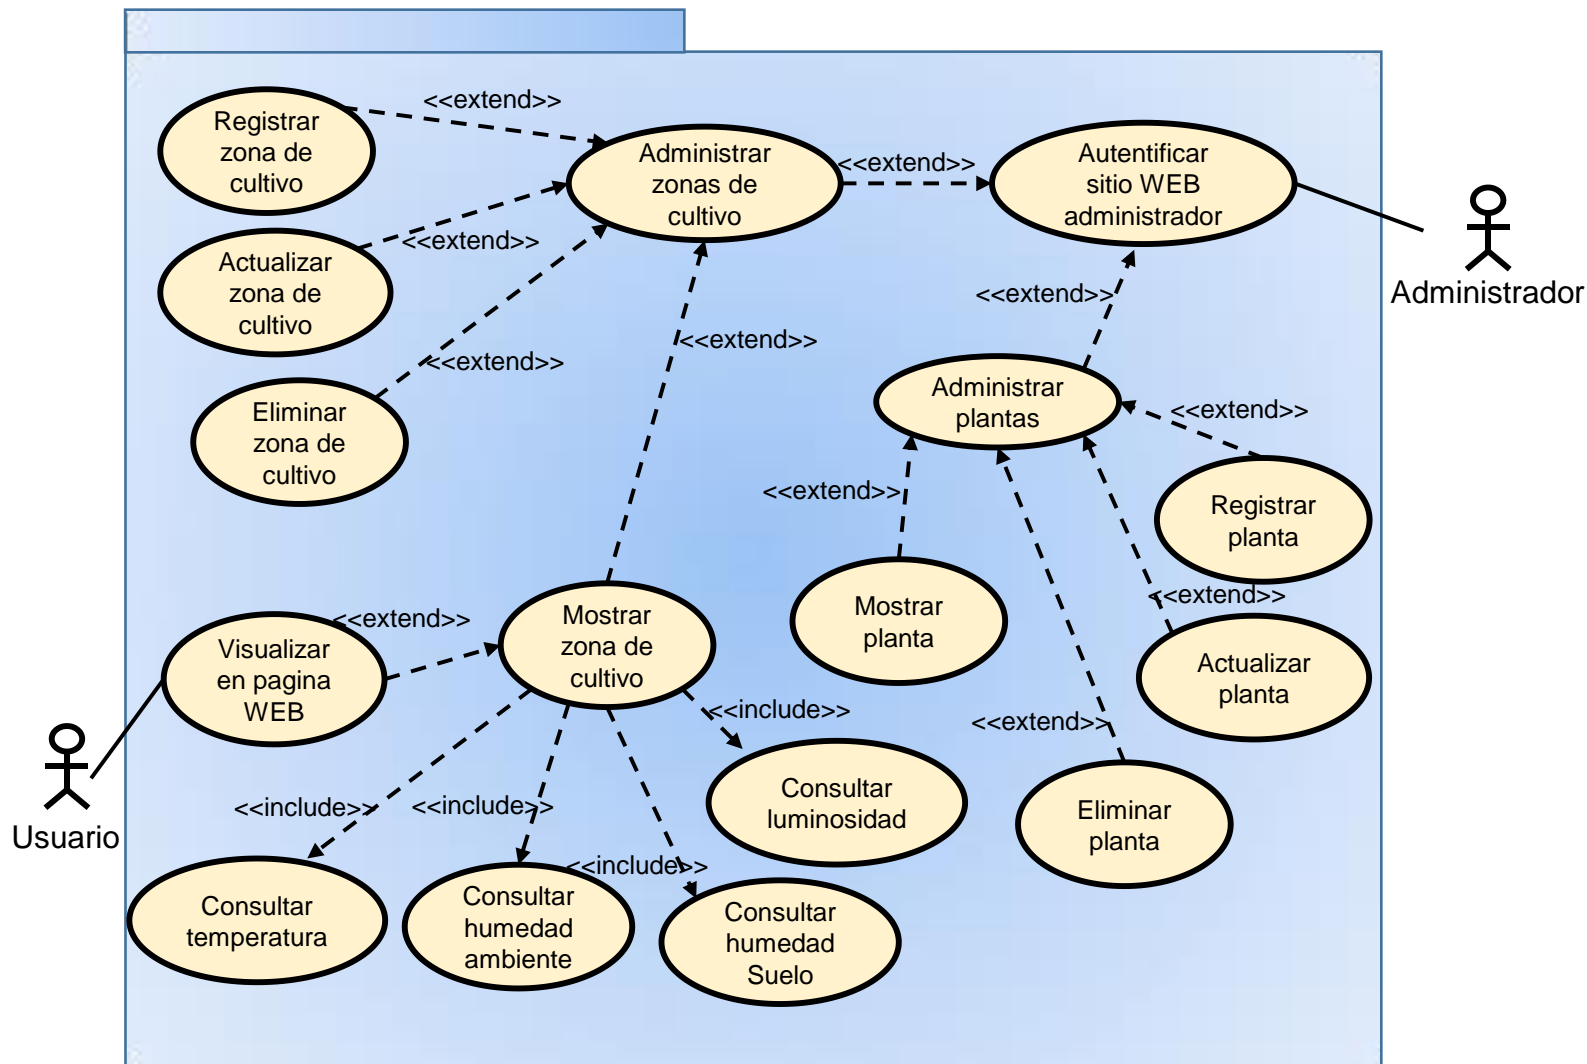 <<extend>>
Registrar
zona de
cultivo
Administrar
zonas de
cultivo
<<extend>>
Autentificar
sitio WEB
administrador
Administrador
<<extend>>
Actualizar
zona de
cultivo
<<extend>>
<<extend>>
<<extend>>
Eliminar
zona de
cultivo
Administrar
plantas
<<extend>>
<<extend>>
Registrar
planta
<<extend>>
Mostrar
planta
<<extend>>
Visualizar
en pagina
WEB
Mostrar
zona de
cultivo
Actualizar
planta
<<include>>
<<extend>>
Usuario
<<include>>
<<include>>
Consultar
luminosidad
Eliminar
planta
<<include>>
Consultar
temperatura
Consultar
humedad
ambiente
Consultar
humedad
Suelo